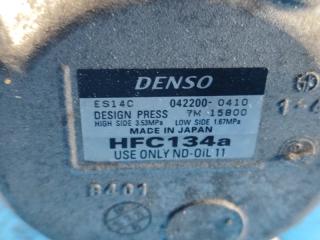 DENSO
ES14C 042200-0410
DESIGN PRESS 7M 15800
HIGH SIDE 3.53MPa LOW SIDE 1.67MPa
MADE IN JAPAN
HFC134a
USE ONLY ND-OIL 11
B401